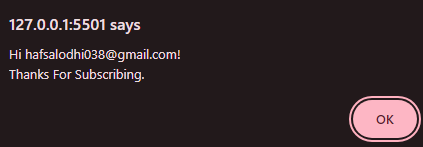 127.0.0.1:5501 says
Hi hafsalodhi038@gmail.com!
Thanks For Subscribing.
OK